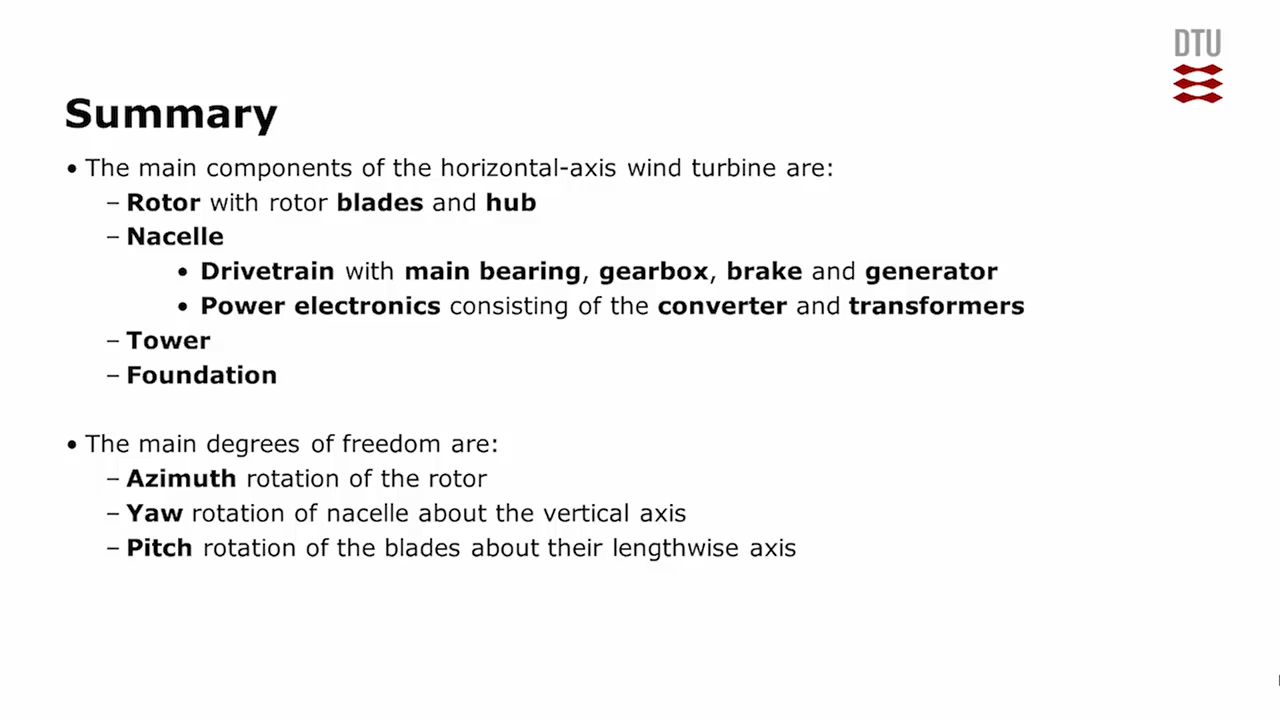 DTU
Summary
• The main components of the horizontal-axis wind turbine are:
– Rotor with rotor blades and hub
– Nacelle
• Drivetrain with main bearing, gearbox, brake and generator
• Power electronics consisting of the converter and transformers
– Tower
– Foundation
• The main degrees of freedom are:
– Azimuth rotation of the rotor
– Yaw rotation of nacelle about the vertical axis
– Pitch rotation of the blades about their lengthwise axis